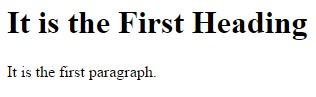 It is the First Heading
It is the first paragraph.